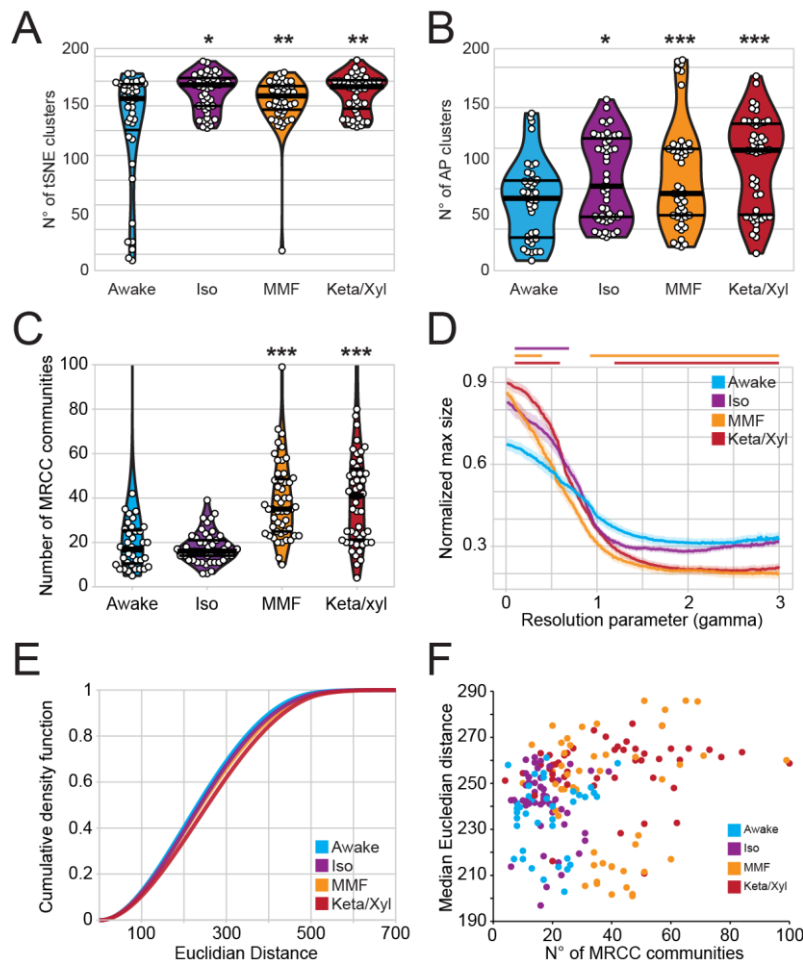 A
N° of tSNE clusters
200
150
100
50
0
* ** **
Awake Iso MMF Keta/Xyl
B
N° of AP clusters
200
150
100
50
0
* *** ***
Awake Iso MMF Keta/Xyl
C
Number of MRCC communities
100
80
60
40
20
0
*** ***
Awake Iso MMF Keta/xyl
D
Normalized max size
0.9
0.6
0.3
Awake
Iso
MMF
Keta/Xyl
0 1 2 3
Resolution parameter (gamma)
E
Cumulative density function
1
0.8
0.6
0.4
0.2
0
Awake
Iso
MMF
Keta/Xyl
100 300 500 700
Euclidian Distance
F
Median Eucledian distance
290
270
250
230
210
190
Awake
Iso
MMF
Keta/Xyl
0 20 40 60 80 100
N° of MRCC communities